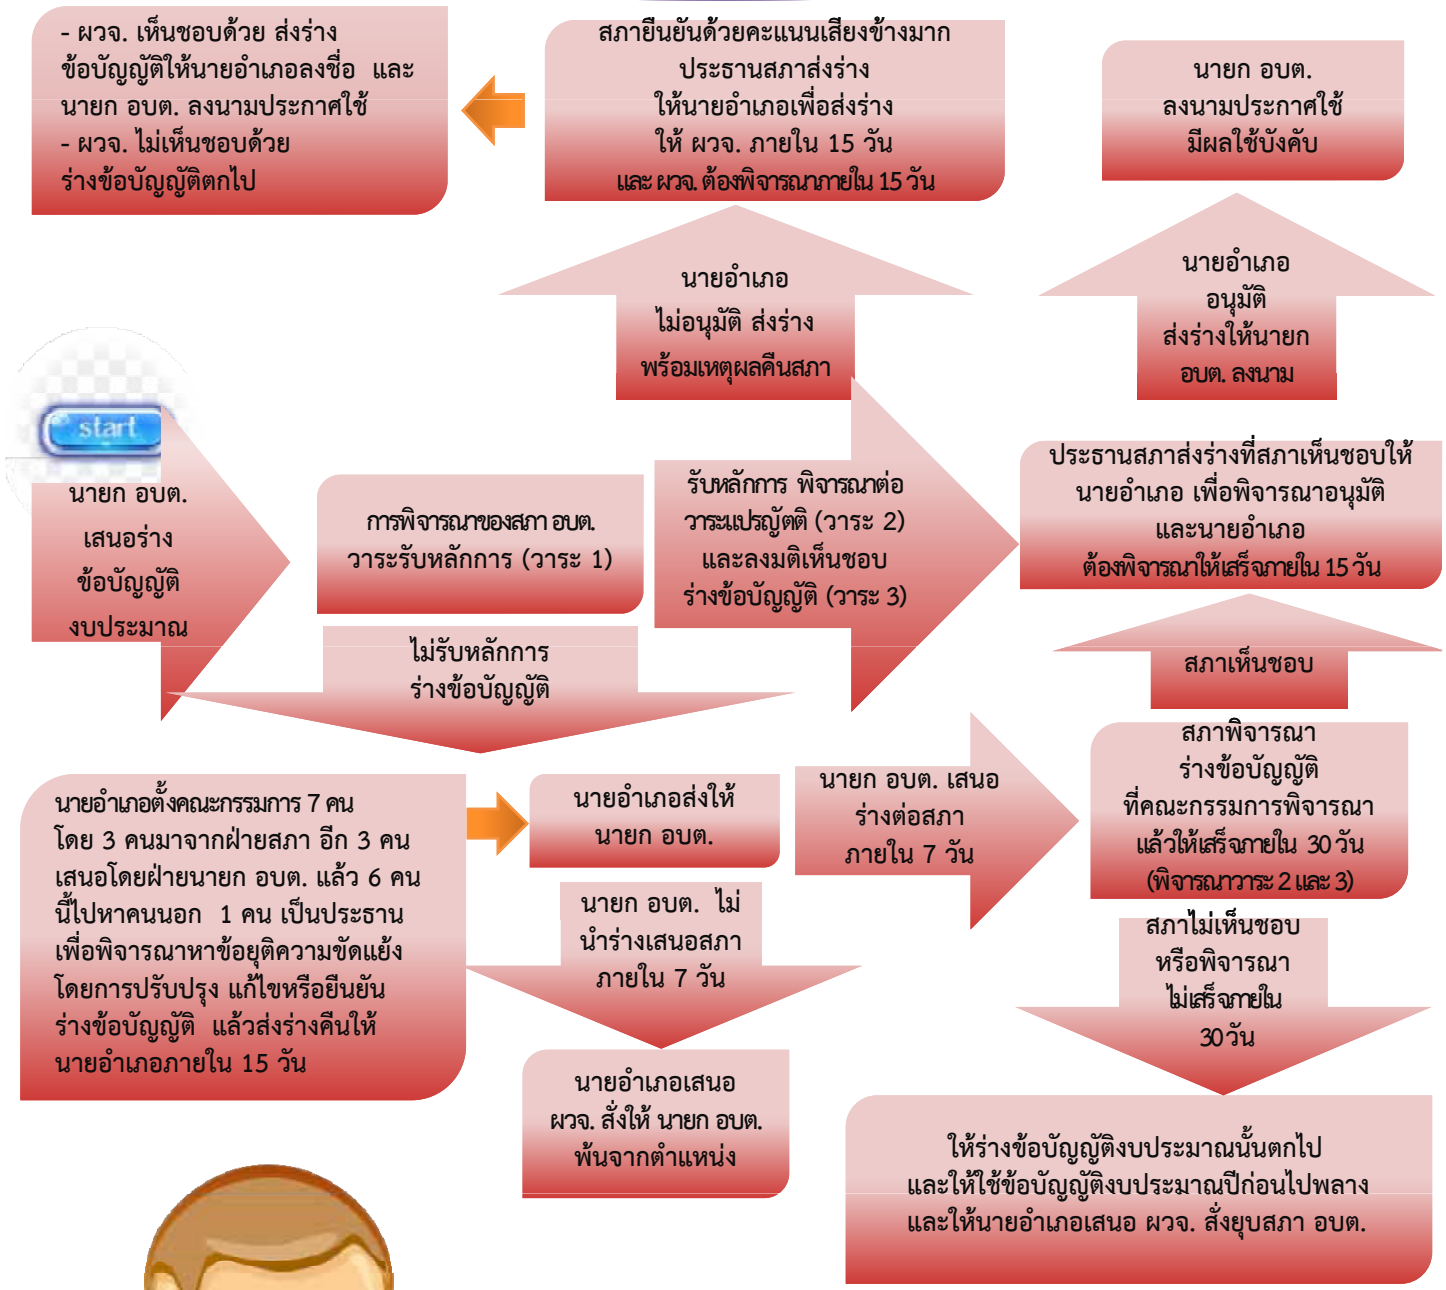 - ผวจ. เห็นชอบด้วย ส่งร่าง
ข้อบัญญัติให้นายอำเภอลงชื่อ และ
นายก อบต. ลงนามประกาศใช้
- ผวจ. ไม่เห็นชอบด้วย
ร่างข้อบัญญัติตกไป
สภายืนยันด้วยคะแนนเสียงข้างมาก
ประธานสภาส่งร่าง
ให้นายอำเภอเพื่อส่งร่าง
ให้ ผวจ. ภายใน 15 วัน
และ ผวจ. ต้องพิจารณาภายใน 15 วัน
นายก อบต.
ลงนามประกาศใช้
มีผลใช้บังคับ
นายอำเภอ
ไม่อนุมัติ ส่งร่าง
พร้อมเหตุผลคืนสภา
นายอำเภอ
อนุมัติ
ส่งร่างให้นายก
อบต. ลงนาม
start
นายก อบต.
เสนอร่าง
ข้อบัญญัติ
งบประมาณ
การพิจารณาของสภา อบต.
วาระรับหลักการ (วาระ 1)
รับหลักการ พิจารณาต่อ
วาระแปรญัตติ (วาระ 2)
และลงมติเห็นชอบ
ร่างข้อบัญญัติ (วาระ 3)
ประธานสภาส่งร่างที่สภาเห็นชอบให้
นายอำเภอ เพื่อพิจารณาอนุมัติ
และนายอำเภอ
ต้องพิจารณาให้เสร็จภายใน 15 วัน
ไม่รับหลักการ
ร่างข้อบัญญัติ
สภาเห็นชอบ
นายอำเภอตั้งคณะกรรมการ 7 คน
โดย 3 คนมาจากฝ่ายสภา อีก 3 คน
เสนอโดยฝ่ายนายก อบต. แล้ว 6 คน
นี้ไปหาคนนอก 1 คน เป็นประธาน
เพื่อพิจารณาหาข้อยุติความขัดแย้ง
โดยการปรับปรุง แก้ไขหรือยืนยัน
ร่างข้อบัญญัติ แล้วส่งร่างคืนให้
นายอำเภอภายใน 15 วัน
นายอำเภอส่งให้
นายก อบต.
นายก อบต. เสนอ
ร่างต่อสภา
ภายใน 7 วัน
สภาพิจารณา
ร่างข้อบัญญัติ
ที่คณะกรรมการพิจารณา
แล้วให้เสร็จภายใน 30 วัน
(พิจารณาวาระ 2 และ 3)
นายก อบต. ไม่
นำร่างเสนอสภา
ภายใน 7 วัน
สภาไม่เห็นชอบ
หรือพิจารณา
ไม่เสร็จภายใน
30 วัน
นายอำเภอเสนอ
ผวจ. สั่งให้ นายก อบต.
พ้นจากตำแหน่ง
ให้ร่างข้อบัญญัติงบประมาณนั้นตกไป
และให้ใช้ข้อบัญญัติงบประมาณปีก่อนไปพลาง
และให้นายอำเภอเสนอ ผวจ. สั่งยุบสภา อบต.